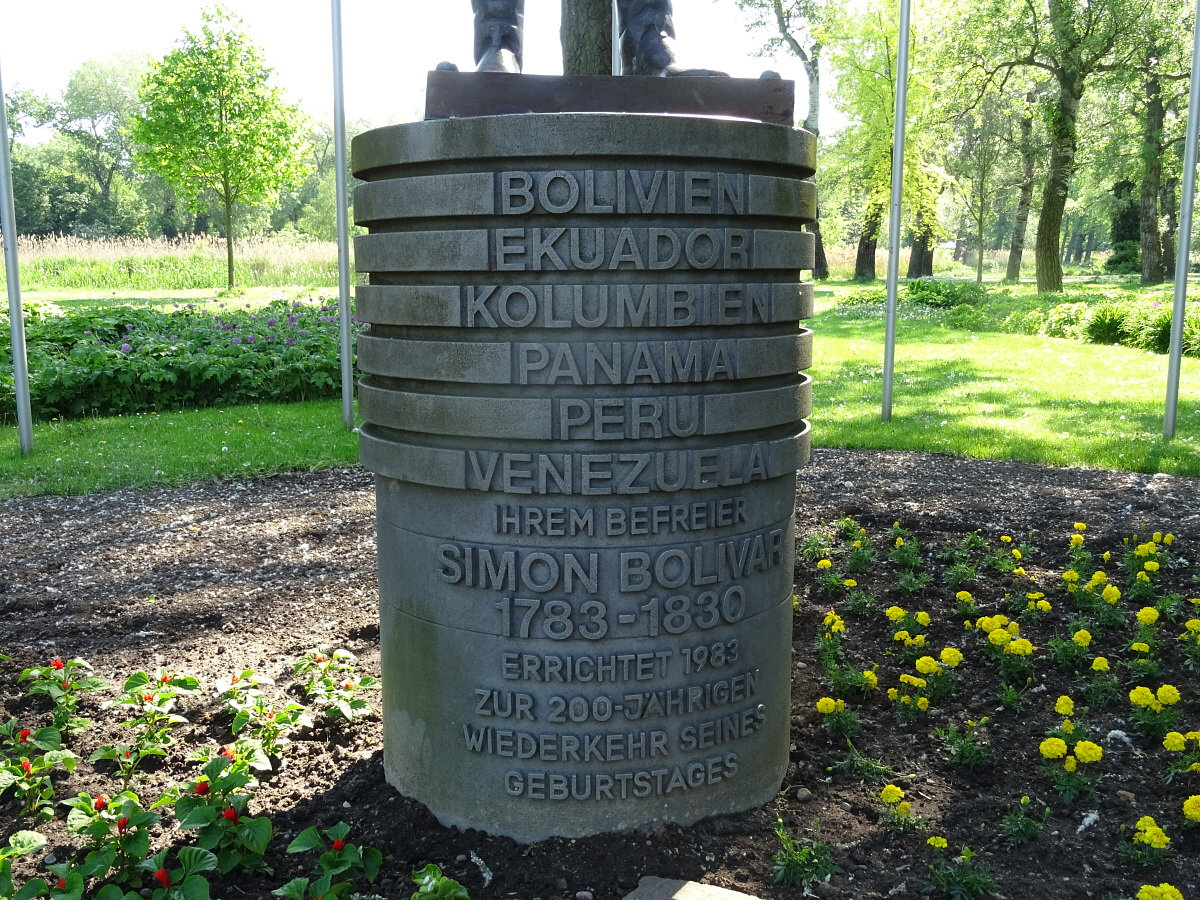 BOLIVIEN
EKUADOR
KOLUMBIEN
PANAMA
PERU
VENEZUELA
IHREM BEFREIER
SIMON BOLIVAR
1783-1830
ERRICHTET 1983
ZUR 200-JÄHRIGEN
WIEDERKEHR SEINES
GEBURTSTAGES